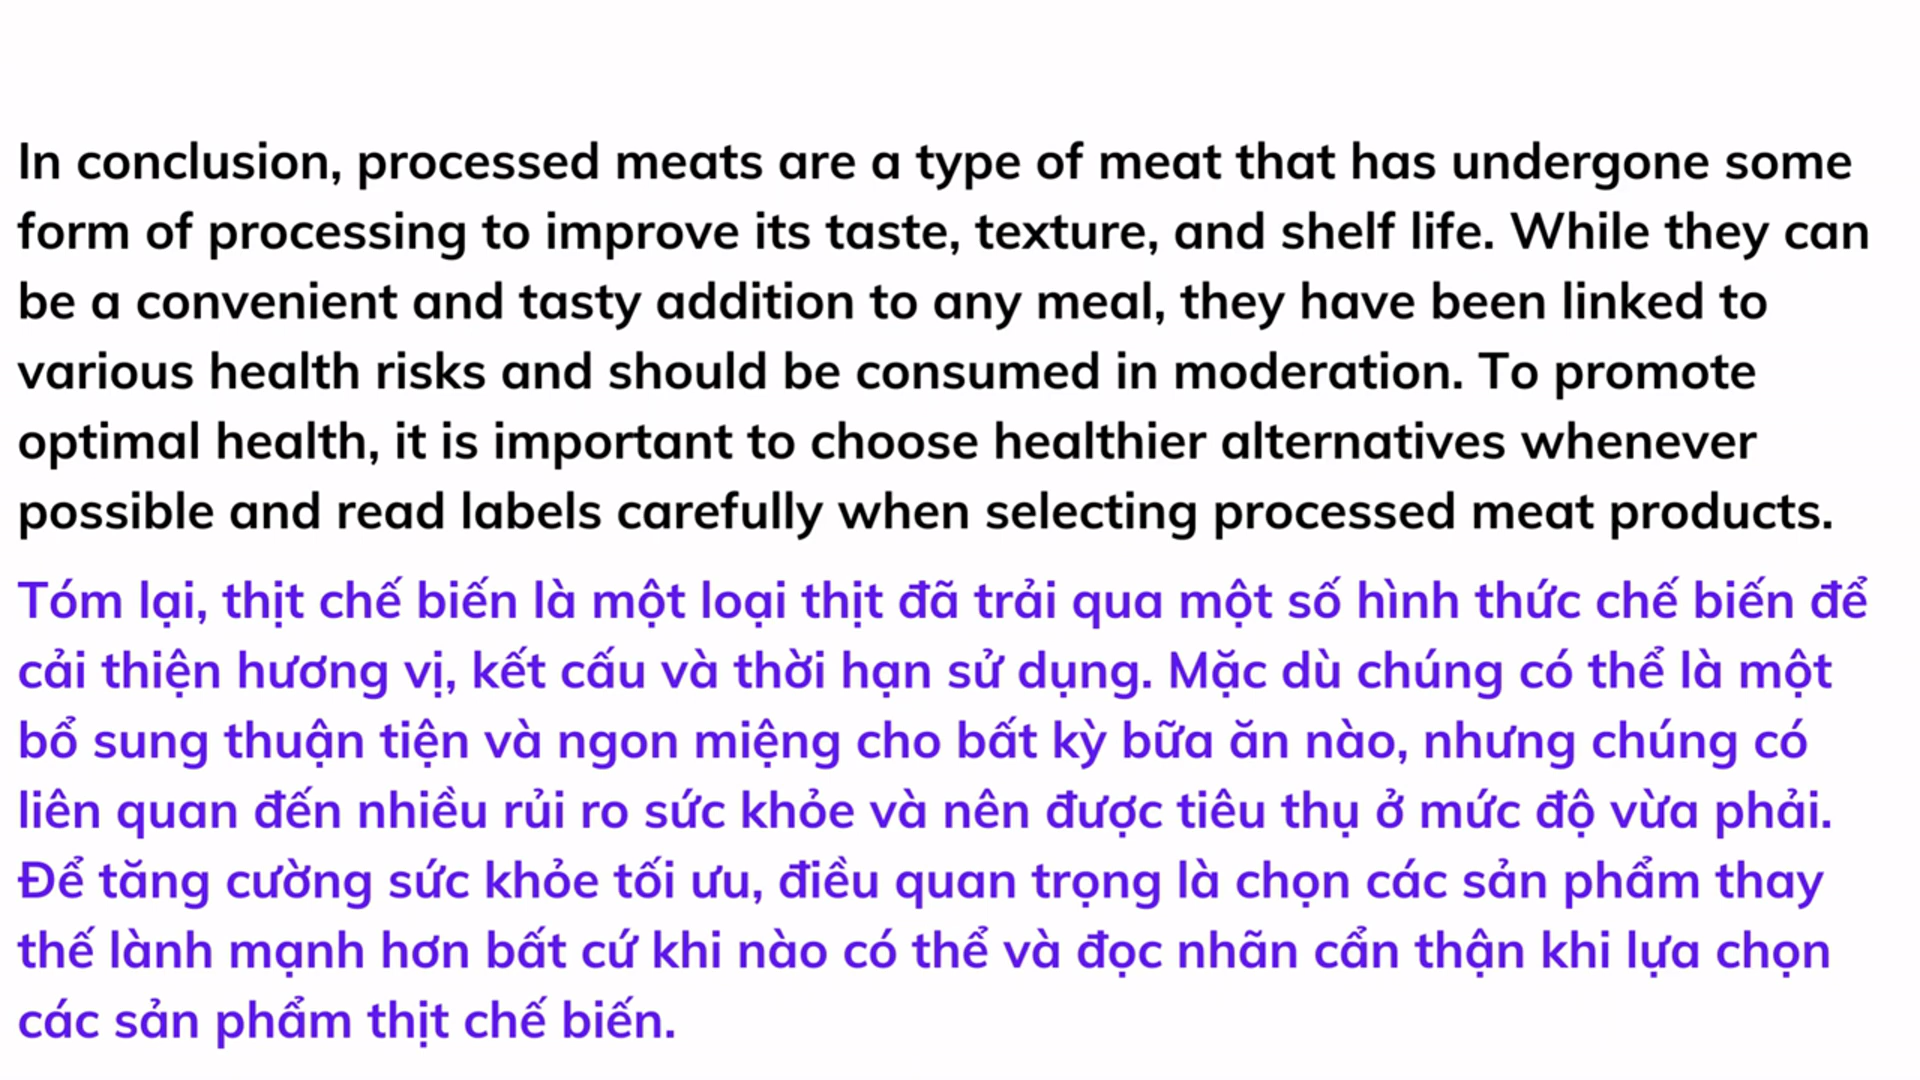 In conclusion, processed meats are a type of meat that has undergone some
form of processing to improve its taste, texture, and shelf life. While they can
be a convenient and tasty addition to any meal, they have been linked to
various health risks and should be consumed in moderation. To promote
optimal health, it is important to choose healthier alternatives whenever
possible and read labels carefully when selecting processed meat products.
Tóm lại, thịt chế biến là một loại thịt đã trải qua một số hình thức chế biến để
cải thiện hương vị, kết cấu và thời hạn sử dụng. Mặc dù chúng có thể là một
bổ sung thuận tiện và ngon miệng cho bất kỳ bữa ăn nào, nhưng chúng có
liên quan đến nhiều rủi ro sức khỏe và nên được tiêu thụ ở mức độ vừa phải.
Để tăng cường sức khỏe tối ưu, điều quan trọng là chọn các sản phẩm thay
thế lành mạnh hơn bất cứ khi nào có thể và đọc nhãn cẩn thận khi lựa chọn
các sản phẩm thịt chế biến.